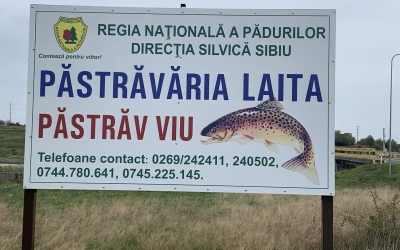 REGIA NAȚIONALĂ A PĂDURILOR
DIRECȚIA SILVICĂ SIBIU
Contează pentru viitor!
PĂSTRĂVĂRIA LAITA
PĂSTRĂV VIU
Telefoane contact: 0269/242411, 240502,
0744.780.641, 0745.225.145.